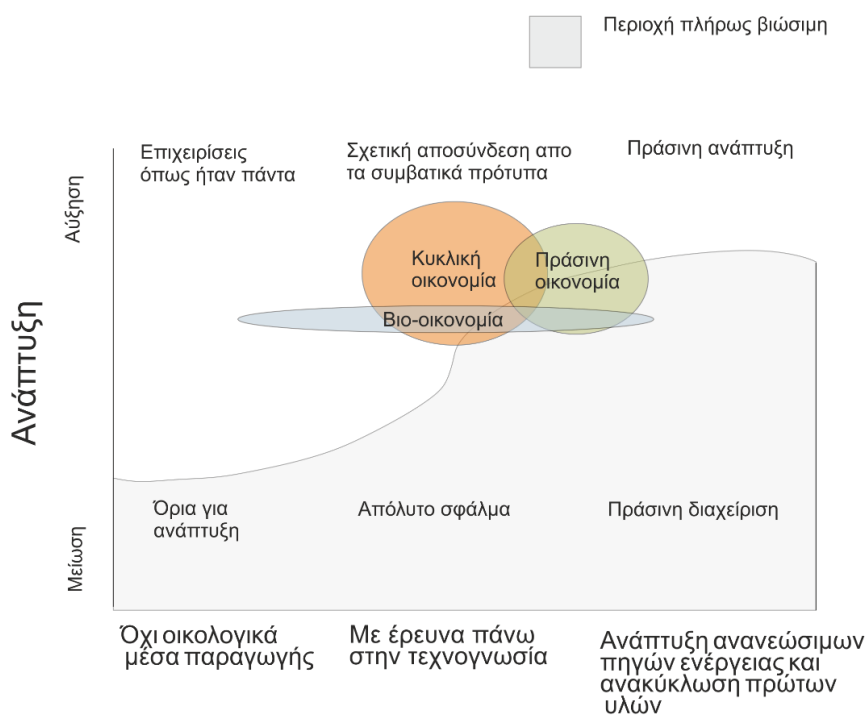 Περιοχή πλήρως βιώσιμη
Επιχειρίσεις
όπως ήταν πάντα
Σχετική αποσύνδεση απο
τα συμβατικά πρότυπα
Πράσινη ανάπτυξη
Αύξηση
Κυκλική
οικονομία
Πράσινη
οικονομία
Βιο-οικονομία
Ανάπτυξη
Όρια για
ανάπτυξη
Απόλυτο σφάλμα
Πράσινη διαχείριση
Μείωση
Όχι οικολογικά
μέσα παραγωγής
Με έρευνα πάνω
στην τεχνογνωσία
Ανάπτυξη ανανεώσιμων
πηγών ενέργειας και
ανακύκλωση πρώτων
υλών